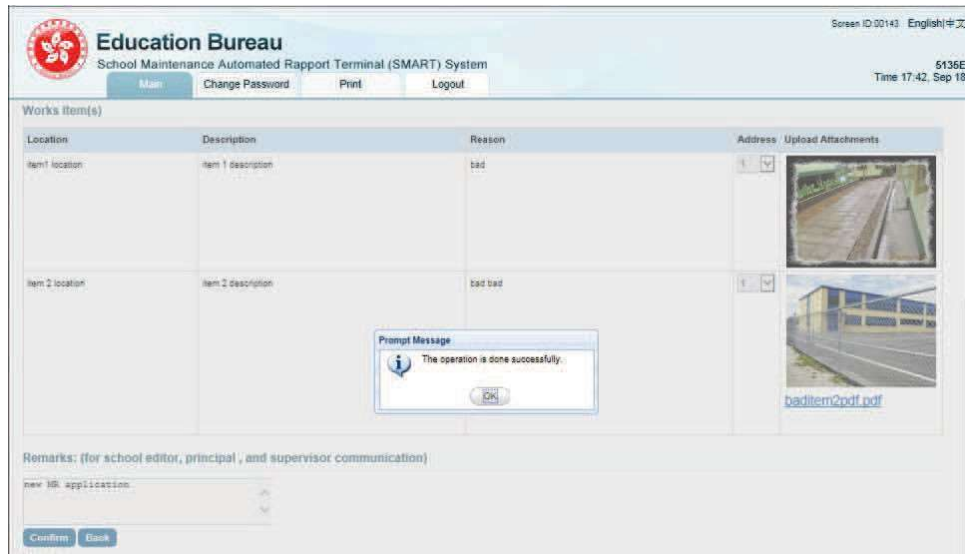 Screen ID:00143 English|中文
Education Bureau
School Maintenance Automated Rapport Terminal (SMART) System
5135E
Time 17:42, Sep 18
Main Change Password Print Logout
Works Item(s)
Location Description Reason Address Upload Attachments
item1 location item 1 description bad 1
item 2 location item 2 description bad bad 1
Prompt Message
The operation is done successfully.
OK
baditem2pdf.pdf
Remarks: (for school editor, principal , and supervisor communication)
new MR application
Confirm Back